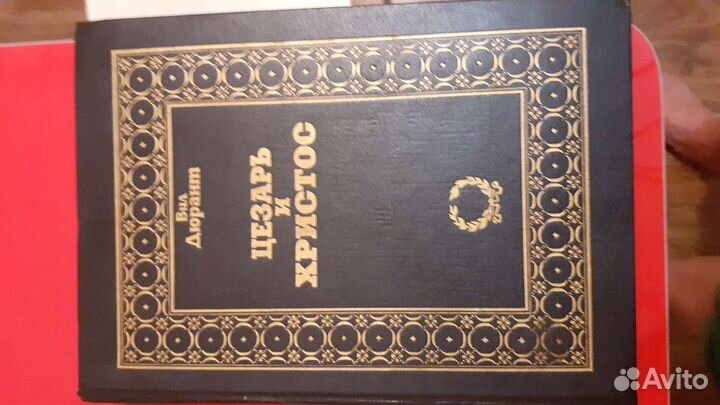 Вил
Дюрант
ЦЕЗАРЬ
И
ХРИСТОС
Avito